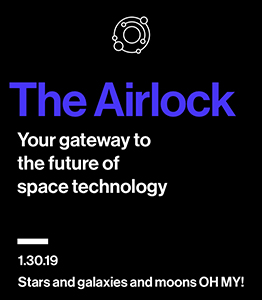 The Airlock
Your gateway to
the future of
space technology
1.30.19
Stars and galaxies and moons OH MY!